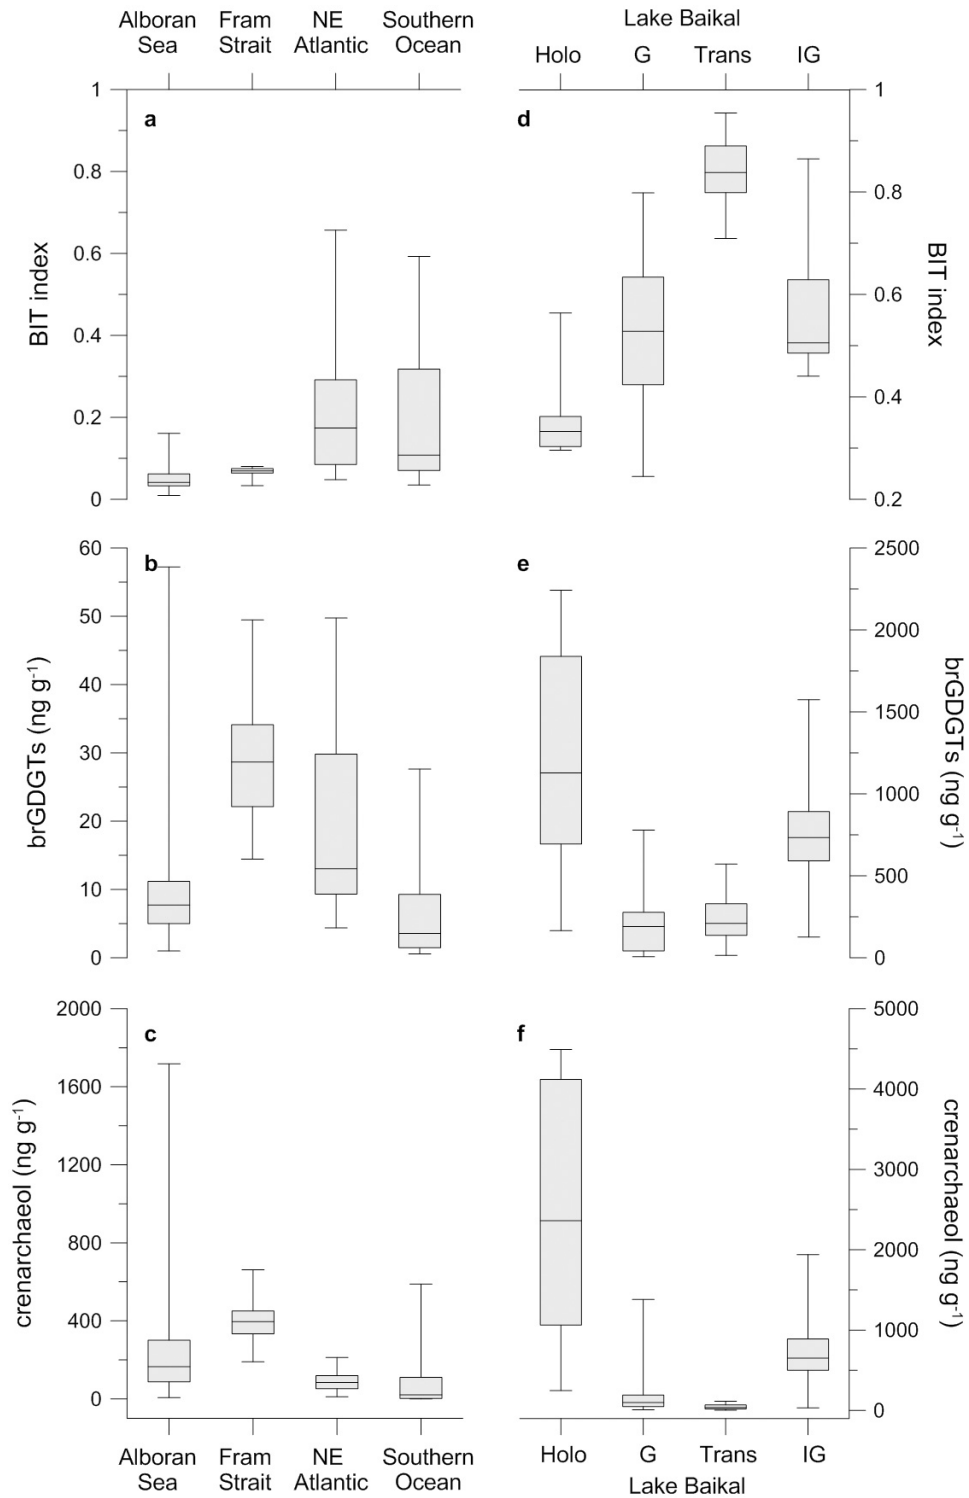 Alboran Sea
Fram Strait
NE Atlantic
Southern Ocean
Lake Baikal
Holo
G
Trans
IG
a
BIT index
1
0.8
0.6
0.4
0.2
0
d
BIT index
1
0.8
0.6
0.4
0.2
b
brGDGTs (ng g⁻¹)
60
50
40
30
20
10
0
e
brGDGTs (ng g⁻¹)
2500
2000
1500
1000
500
0
c
crenarchaeol (ng g⁻¹)
2000
1600
1200
800
400
0
f
crenarchaeol (ng g⁻¹)
5000
4000
3000
2000
1000
0
Alboran Sea
Fram Strait
NE Atlantic
Southern Ocean
Holo
G
Trans
IG
Lake Baikal